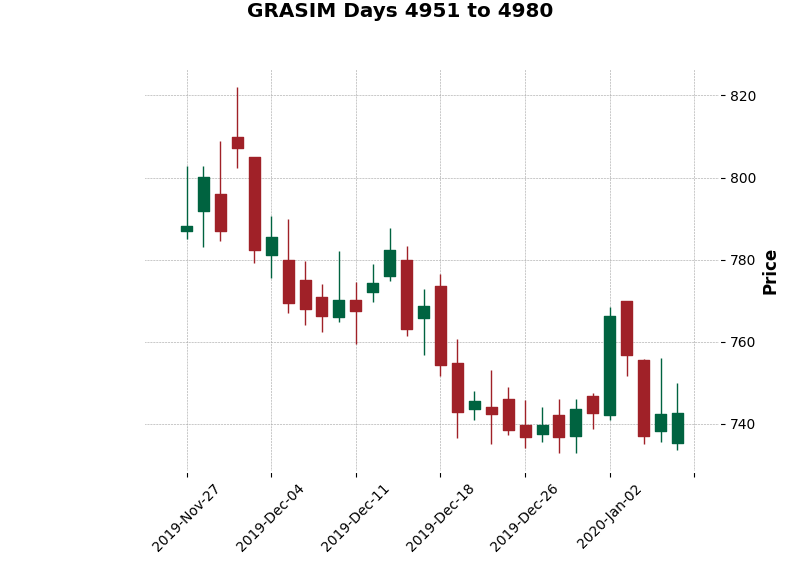 GRASIM Days 4951 to 4980
820
800
780
760
740
Price
2019-Nov-27
2019-Dec-04
2019-Dec-11
2019-Dec-18
2019-Dec-26
2020-Jan-02